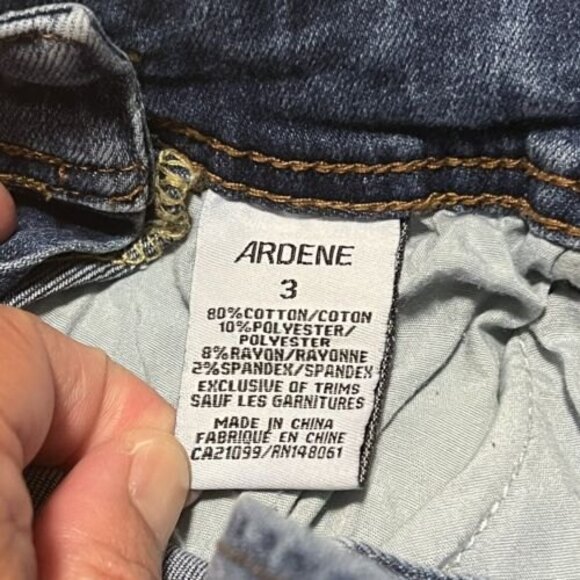 ARDENE
3
80%COTTON/COTON
10%POLYESTER/
POLYESTER
8%RAYON/RAYONNE
2%SPANDEX/SPANDEX
EXCLUSIVE OF TRIMS
SAUF LES GARNITURES
MADE IN CHINA
FABRIQUÉ EN CHINE
CA21099/RN148061